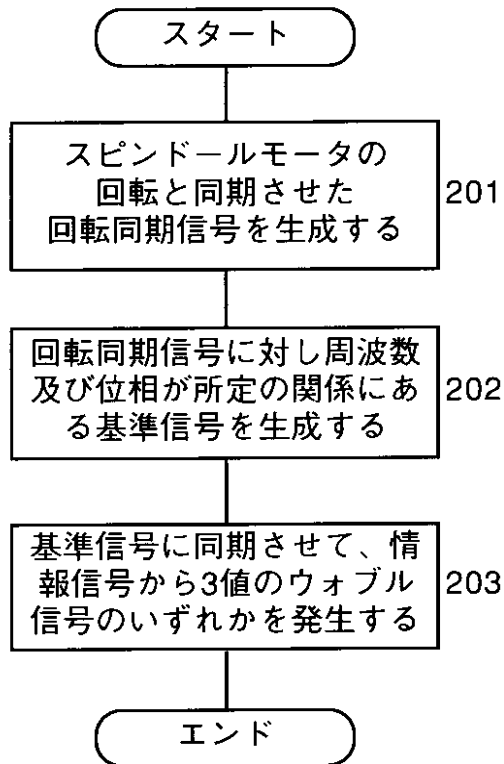 スタート
スピンドールモータの
回転と同期させた
回転同期信号を生成する
201
回転同期信号に対し周波数
及び位相が所定の関係にあ
る基準信号を生成する
202
基準信号に同期させて、情
報信号から3値のウォブル
信号のいずれかを発生する
203
エンド